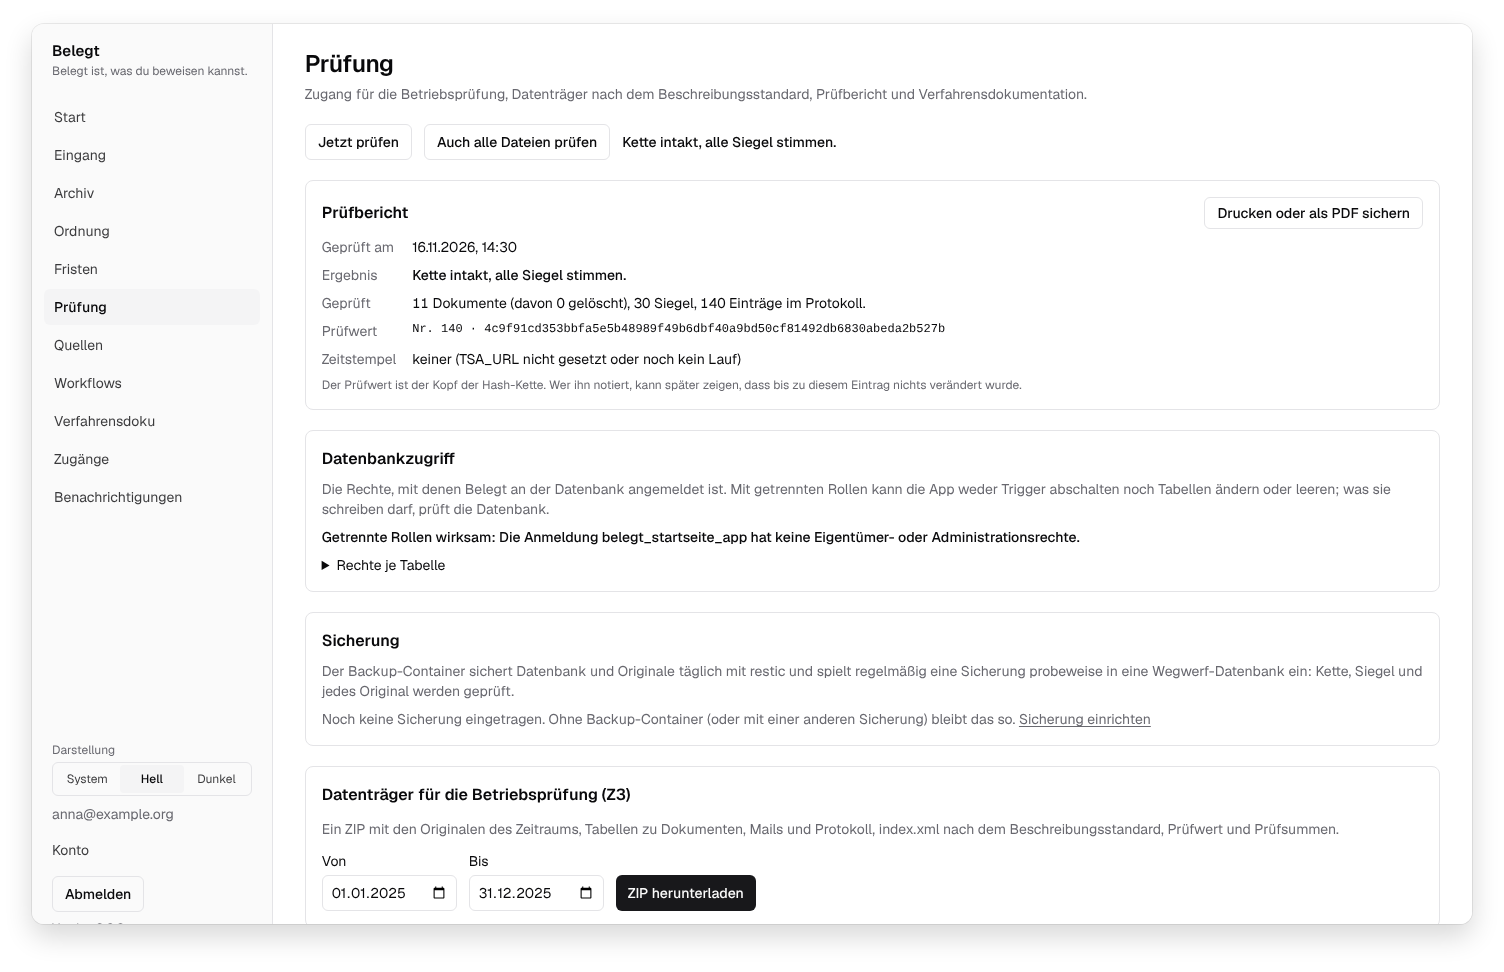 Belegt
Belegt ist, was du beweisen kannst.
Start
Eingang
Archiv
Ordnung
Fristen
Prüfung
Quellen
Workflows
Verfahrensdoku
Zugänge
Benachrichtigungen
Darstellung
System Hell Dunkel
anna@example.org
Konto
Abmelden
Prüfung
Zugang für die Betriebsprüfung, Datenträger nach dem Beschreibungsstandard, Prüfbericht und Verfahrensdokumentation.
Jetzt prüfen Auch alle Dateien prüfen Kette intakt, alle Siegel stimmen.
Prüfbericht Drucken oder als PDF sichern
Geprüft am 16.11.2026, 14:30
Ergebnis Kette intakt, alle Siegel stimmen.
Geprüft 11 Dokumente (davon 0 gelöscht), 30 Siegel, 140 Einträge im Protokoll.
Prüfwert Nr. 140 · 4c9f91cd353bbfa5e5b48989f49b6dbf40a9bd50cf81492db6830abeda2b527b
Zeitstempel keiner (TSA_URL nicht gesetzt oder noch kein Lauf)
Der Prüfwert ist der Kopf der Hash-Kette. Wer ihn notiert, kann später zeigen, dass bis zu diesem Eintrag nichts verändert wurde.
Datenbankzugriff
Die Rechte, mit denen Belegt an der Datenbank angemeldet ist. Mit getrennten Rollen kann die App weder Trigger abschalten noch Tabellen ändern oder leeren; was sie
schreiben darf, prüft die Datenbank.
Getrennte Rollen wirksam: Die Anmeldung belegt_startseite_app hat keine Eigentümer- oder Administrationsrechte.
Rechte je Tabelle
Sicherung
Der Backup-Container sichert Datenbank und Originale täglich mit restic und spielt regelmäßig eine Sicherung probeweise in eine Wegwerf-Datenbank ein: Kette, Siegel und
jedes Original werden geprüft.
Noch keine Sicherung eingetragen. Ohne Backup-Container (oder mit einer anderen Sicherung) bleibt das so. Sicherung einrichten
Datenträger für die Betriebsprüfung (Z3)
Ein ZIP mit den Originalen des Zeitraums, Tabellen zu Dokumenten, Mails und Protokoll, index.xml nach dem Beschreibungsstandard, Prüfwert und Prüfsummen.
Von Bis
01.01.2025 31.12.2025 ZIP herunterladen